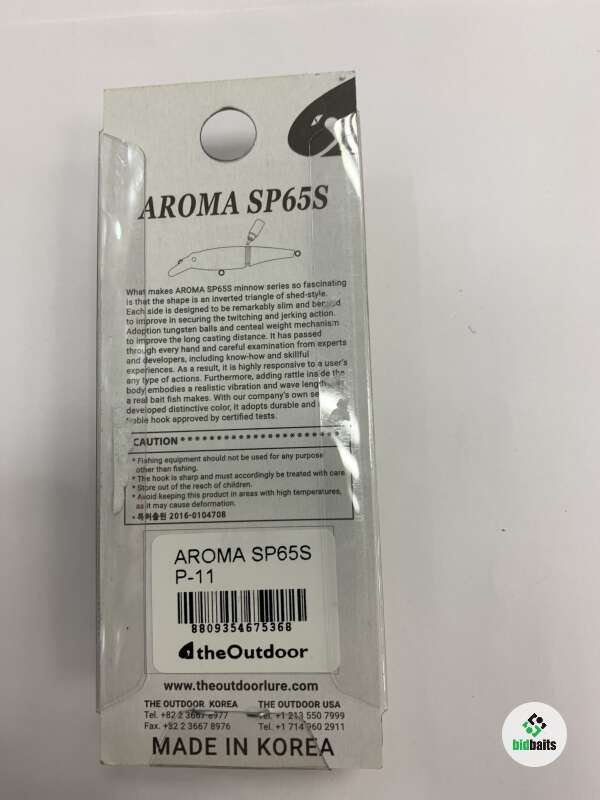 AROMA SP65S
What makes AROMA SP65S minnow series so fascinating
is that the shape is an inverted triangle of shed-style.
Each side is designed to be remarkably slim and
to improve in securing the twitching and jerking action.
Adoption tungsten balls and centeal weight mechanism
to improve the long casting distance. It has passed
through every hand and careful examination from experts
and developers, including know-how and skillful
experiences. As a result, it is highly responsive to a user's
any type of actions. Furthermore, adding rattle inside the
body embodies a realistic vibration and wave length
a real bait fish makes. With our company's own
developed distinctive color, it adopts durable and
hook approved by certified tests.
CAUTION
* Fishing equipment should not be used for any purpose
other than fishing.
* The hook is sharp and must accordingly be treated with care
* Store out of the reach of children.
* Avoid keeping this product in areas with high temperatures,
as it may cause deformation.
* 특허출원 2016-0104708
AROMA SP65S
P-11
8809354675368
theOutdoor
www.theoutdoorlure.com
THE OUTDOOR KOREA THE OUTDOOR USA
Tel. +82 2 3667 8977 Tel. +1 213 550 7999
Fax. +82 2 3667 8976 Tel. +1 714 960 2911
MADE IN KOREA
bidbaits